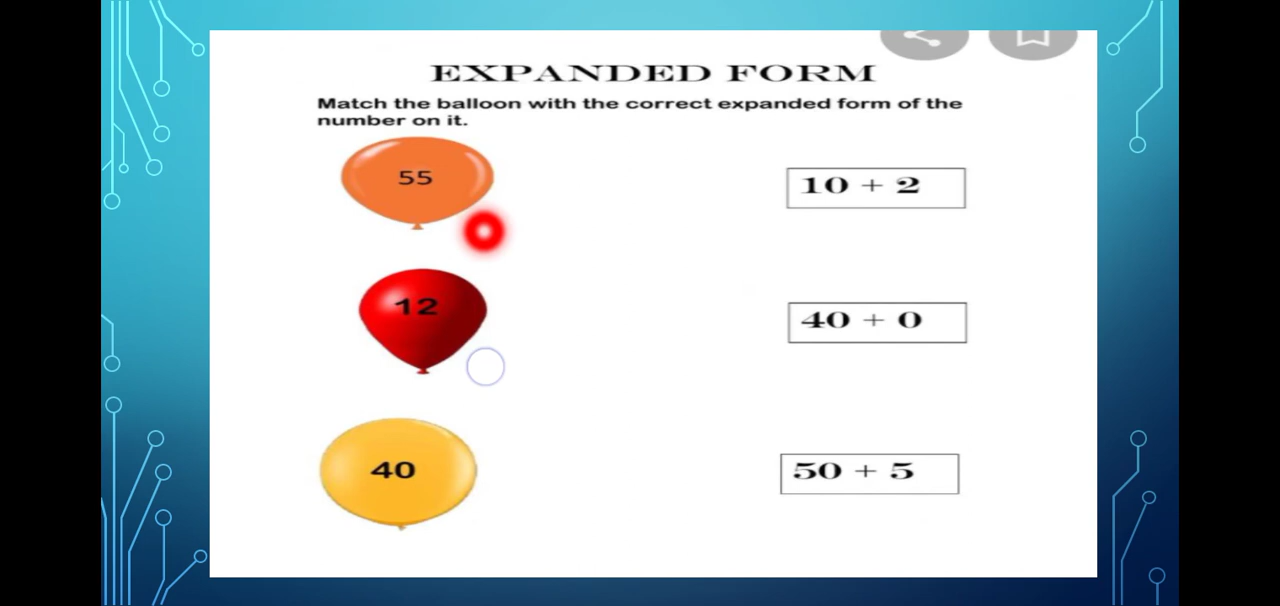 EXPANDED FORM
Match the balloon with the correct expanded form of the
number on it.
55
10 + 2
12
40 + 0
40
50 + 5